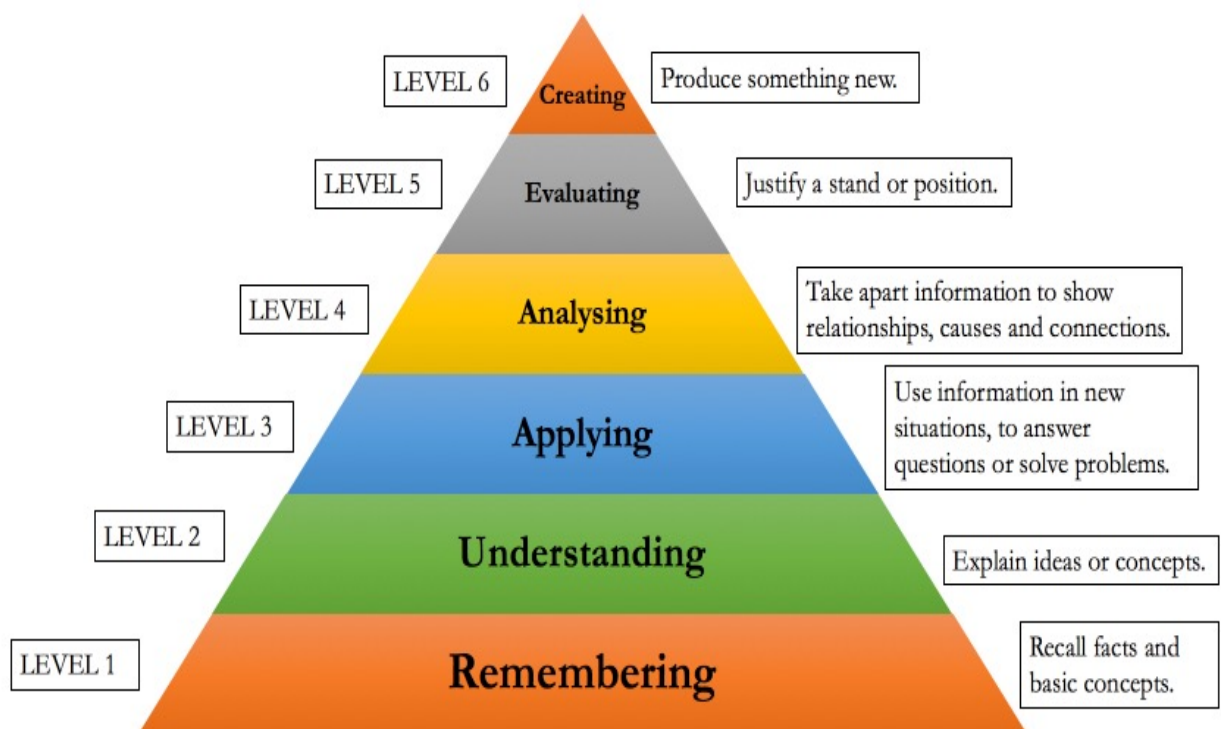 LEVEL 6
Creating
Produce something new.
LEVEL 5
Evaluating
Justify a stand or position.
LEVEL 4
Analysing
Take apart information to show
relationships, causes and connections.
LEVEL 3
Applying
Use information in new
situations, to answer
questions or solve problems.
LEVEL 2
Understanding
Explain ideas or concepts.
LEVEL 1
Remembering
Recall facts and
basic concepts.